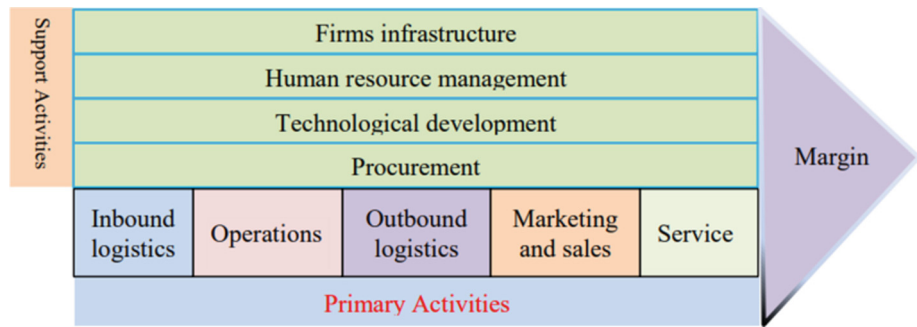 Support Activities
Firms infrastructure
Human resource management
Technological development
Procurement
Margin
Inbound
logistics
Operations
Outbound
logistics
Marketing
and sales
Service
Primary Activities